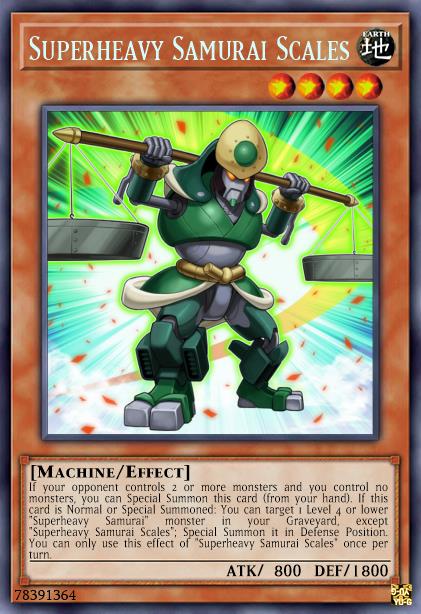 SUPERHEAVY SAMURAI SCALES
EARTH
地
[MACHINE/EFFECT]
If your opponent controls 2 or more monsters and you control no
monsters, you can Special Summon this card (from your hand). If this
card is Normal or Special Summoned: You can target 1 Level 4 or lower
"Superheavy Samurai" monster in your Graveyard, except
"Superheavy Samurai Scales"; Special Summon it in Defense Position.
You can only use this effect of "Superheavy Samurai Scales" once per
turn.
ATK/ 800 DEF/1800
78391364